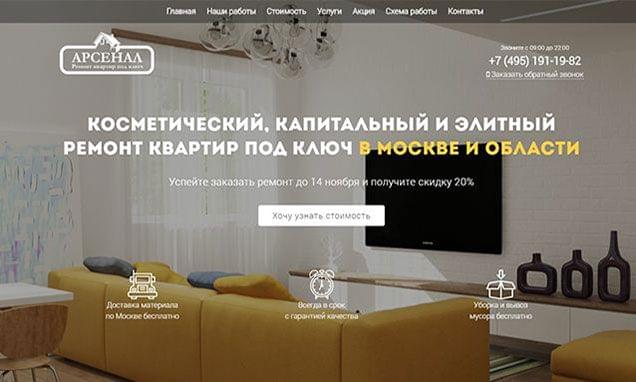 Главная Наши работы Стоимость Услуги Акция Схема работы Контакты
АРСЕНАЛ
Ремонт квартир под ключ
Звоните с 09:00 до 22:00
+7 (495) 191-19-82
Заказать обратный звонок
КОСМЕТИЧЕСКИЙ, КАПИТАЛЬНЫЙ И ЭЛИТНЫЙ
РЕМОНТ КВАРТИР ПОД КЛЮЧ В МОСКВЕ И ОБЛАСТИ
Успейте заказать ремонт до 14 ноября и получите скидку 20%
Хочу узнать стоимость
Доставка материала
по Москве бесплатно
Всегда в срок
с гарантией качества
Уборка и вывоз
мусора бесплатно